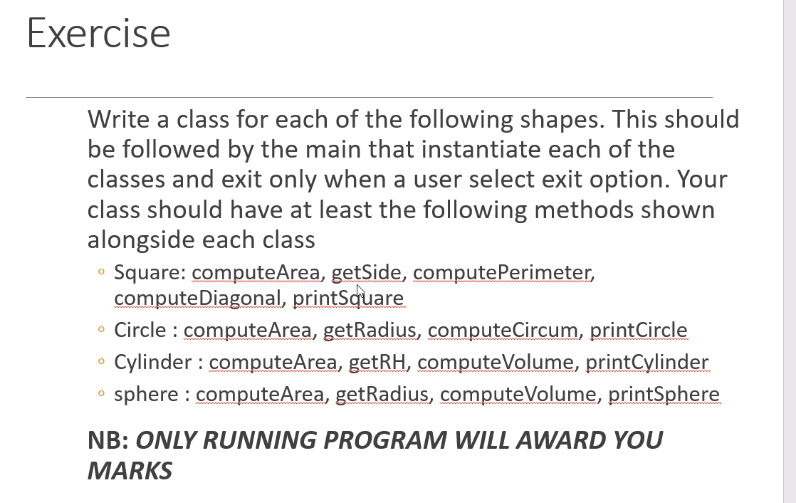 Exercise
Write a class for each of the following shapes. This should
be followed by the main that instantiate each of the
classes and exit only when a user select exit option. Your
class should have at least the following methods shown
alongside each class
◦ Square: computeArea, getSide, computePerimeter,
computeDiagonal, printSquare
◦ Circle : computeArea, getRadius, computeCircum, printCircle
◦ Cylinder : computeArea, getRH, computeVolume, printCylinder
◦ sphere : computeArea, getRadius, computeVolume, printSphere
NB: ONLY RUNNING PROGRAM WILL AWARD YOU
MARKS